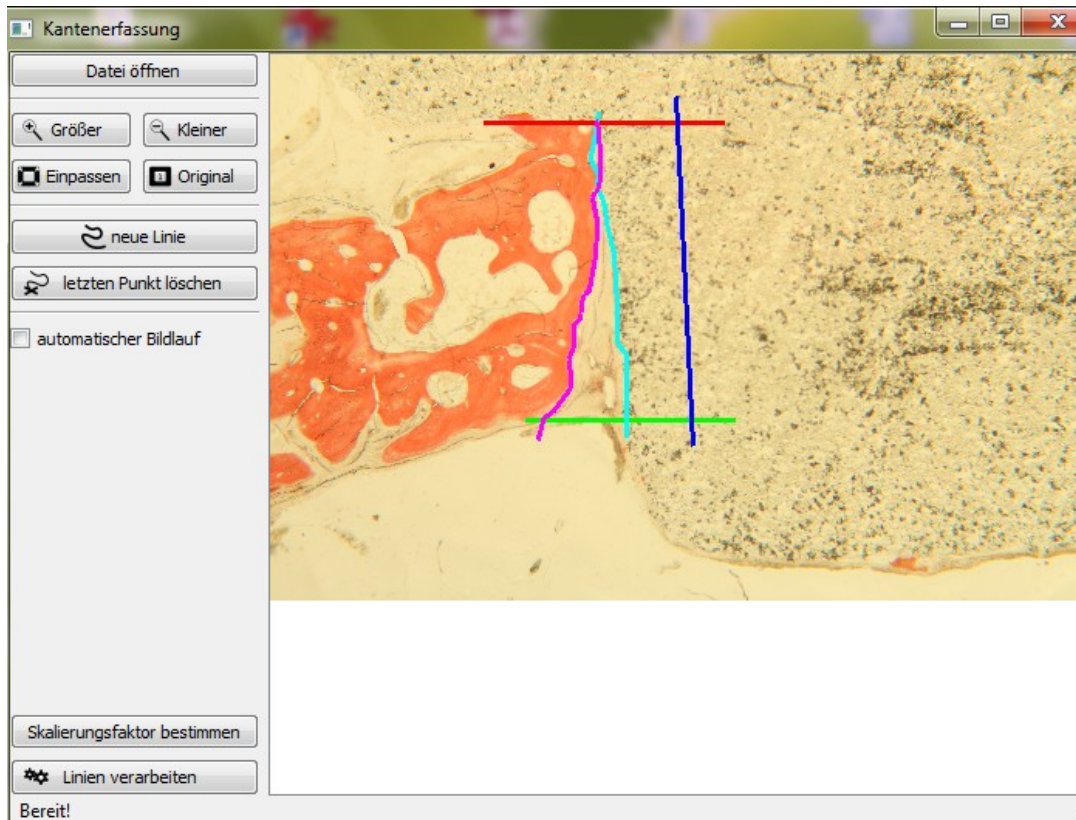 Kantenerfassung
Datei öffnen
Größer
Kleiner
Einpassen
Original
neue Linie
letzten Punkt löschen
automatischer Bildlauf
Skalierungsfaktor bestimmen
Linien verarbeiten
Bereit!